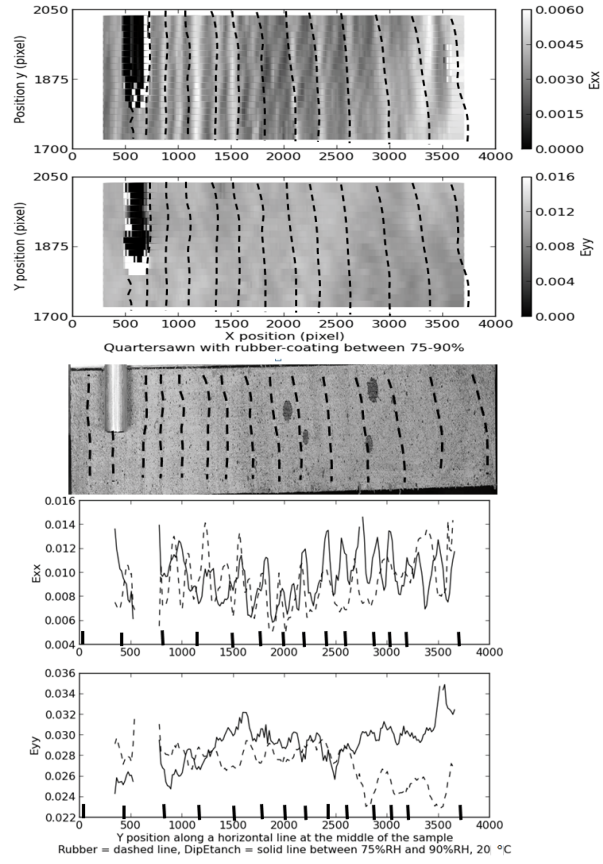 2050
1875
1700
Position y (pixel)
0 500 1000 1500 2000 2500 3000 3500 4000
0.0060
0.0045
0.0030
0.0015
0.0000
Exx
2050
1875
1700
Y position (pixel)
0 500 1000 1500 2000 2500 3000 3500 4000
0.016
0.012
0.008
0.004
0.000
Eyy
X position (pixel)
Quartersawn with rubber-coating between 75-90%
0.016
0.014
0.012
0.010
0.008
0.006
0.004
Exx
0 500 1000 1500 2000 2500 3000 3500 4000
0.036
0.034
0.032
0.030
0.028
0.026
0.024
0.022
Eyy
0 500 1000 1500 2000 2500 3000 3500 4000
Y position along a horizontal line at the middle of the sample
Rubber = dashed line, DipEtanch = solid line between 75%RH and 90%RH, 20 °C